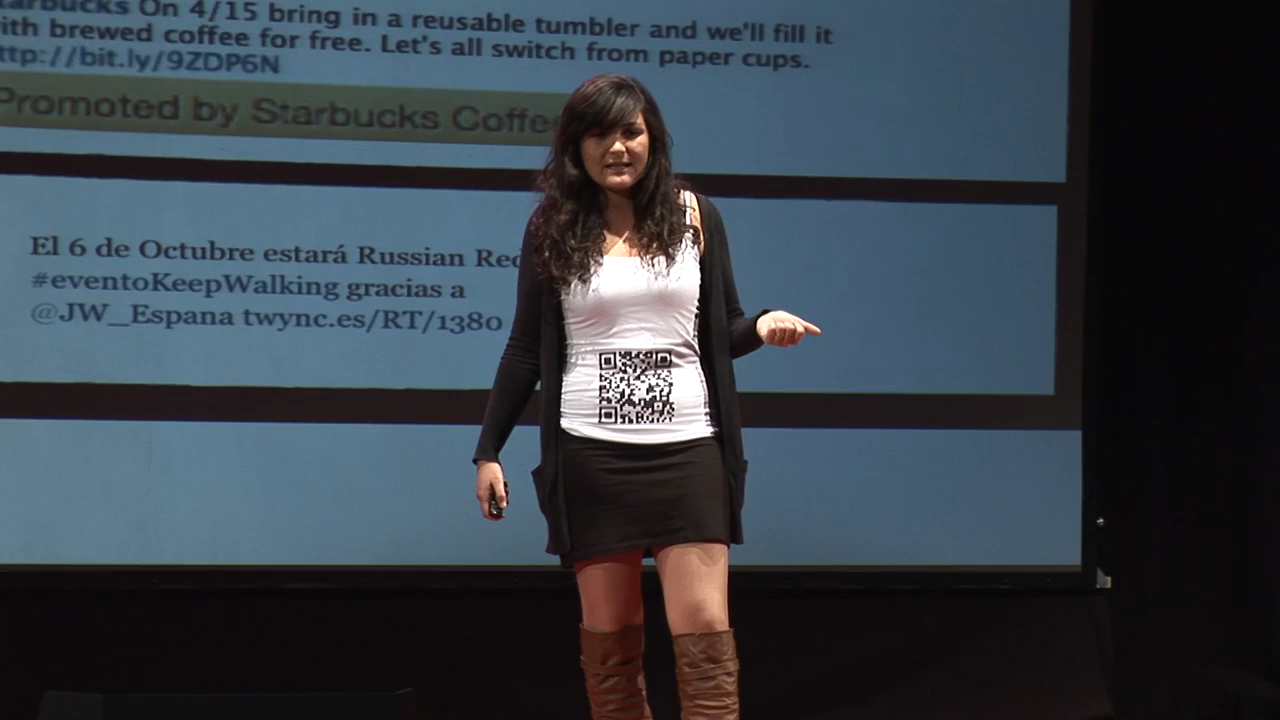 On 4/15 bring in a reusable tumbler and we'll fill it
with brewed coffee for free. Let's all switch from paper cups.
http://bit.ly/9ZDP6N
Promoted by Starbucks Coffee
El 6 de Octubre estará Russian Red
#eventoKeepWalking gracias a
@JW_Espana twync.es/RT/1380